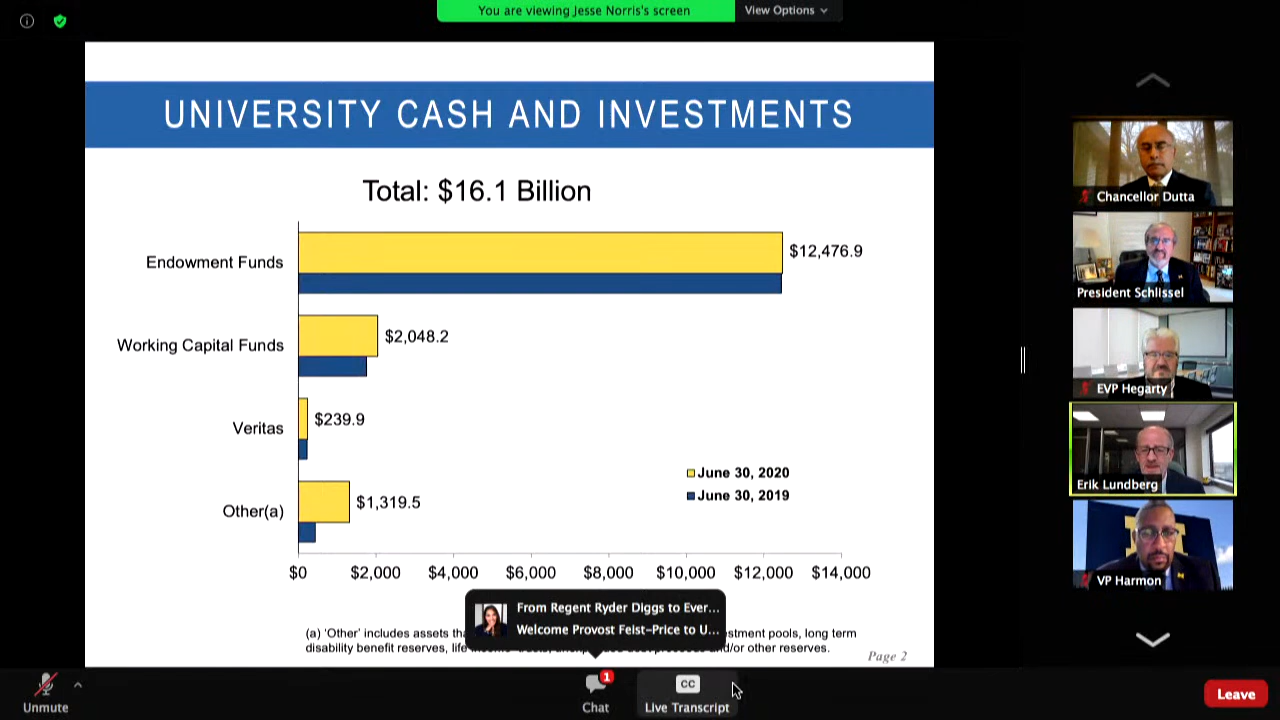 You are viewing Jesse Norris's screen
View Options
UNIVERSITY CASH AND INVESTMENTS
Total: $16.1 Billion
Endowment Funds
$12,476.9
Working Capital Funds
$2,048.2
Veritas
$239.9
Other(a)
$1,319.5
June 30, 2020
June 30, 2019
$0 $2,000 $4,000 $6,000 $8,000 $10,000 $12,000 $14,000
From Regent Ryder Diggs to Ever...
Welcome Provost Feist-Price to U...
(a) 'Other' includes assets estment pools, long term
disability benefit reserves, life and/or other reserves.
Page 2
Chancellor Dutta
President Schlissel
EVP Hegarty
Erik Lundberg
VP Harmon
Unmute
1
Chat
CC
Live Transcript
Leave